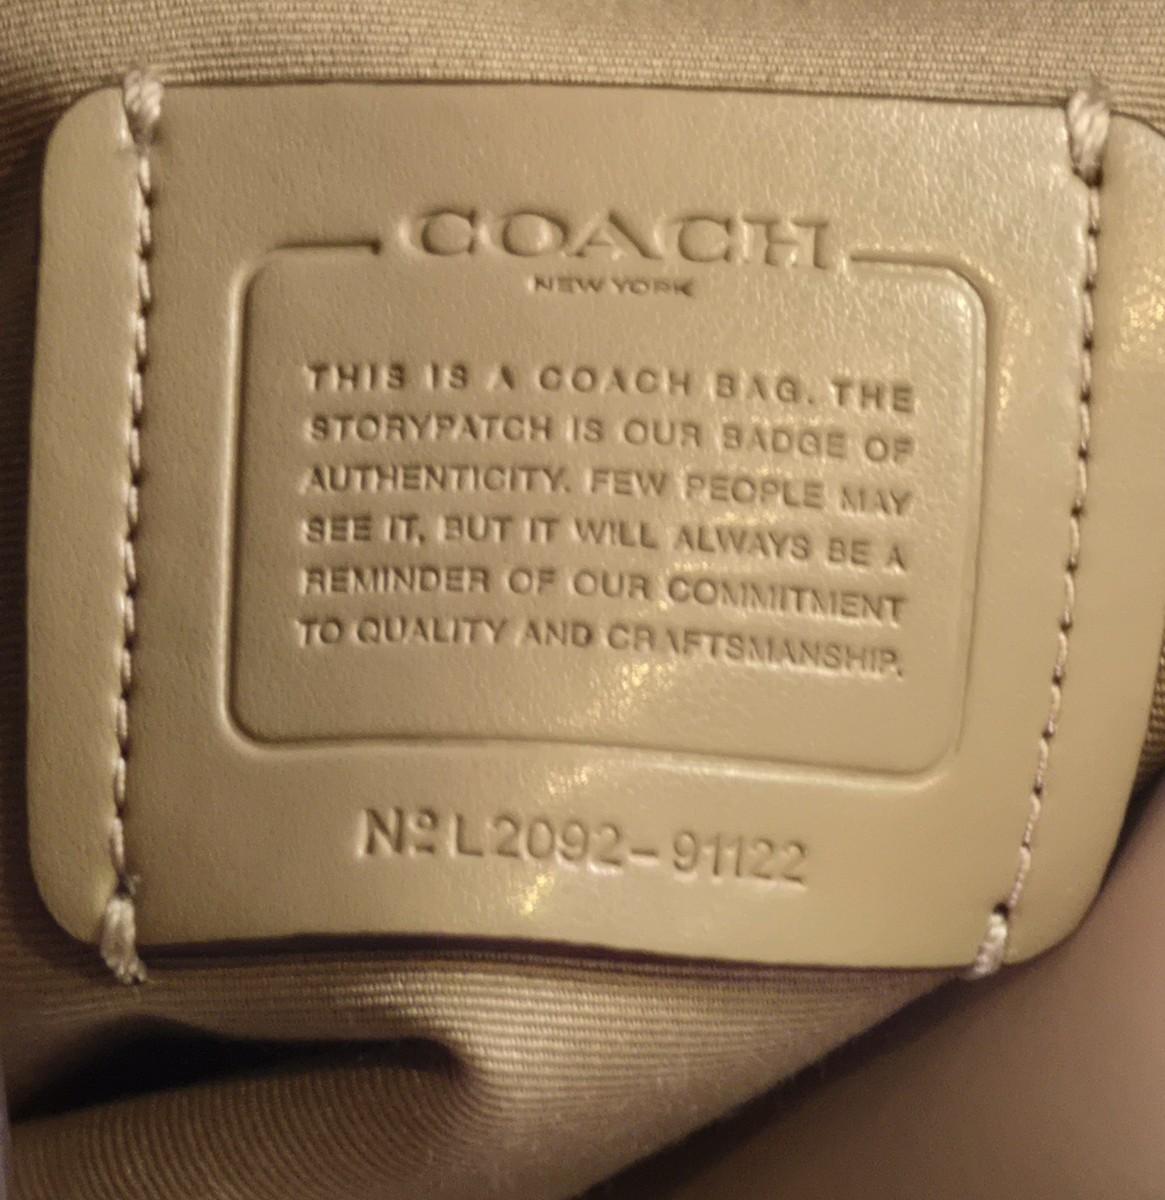 COACH
NEW YORK
THIS IS A COACH BAG. THE
STORYPATCH IS OUR BADGE OF
AUTHENTICITY. FEW PEOPLE MAY
SEE IT, BUT IT WILL ALWAYS BE A
REMINDER OF OUR COMMITMENT
TO QUALITY AND CRAFTSMANSHIP.
Nº L2092-91122